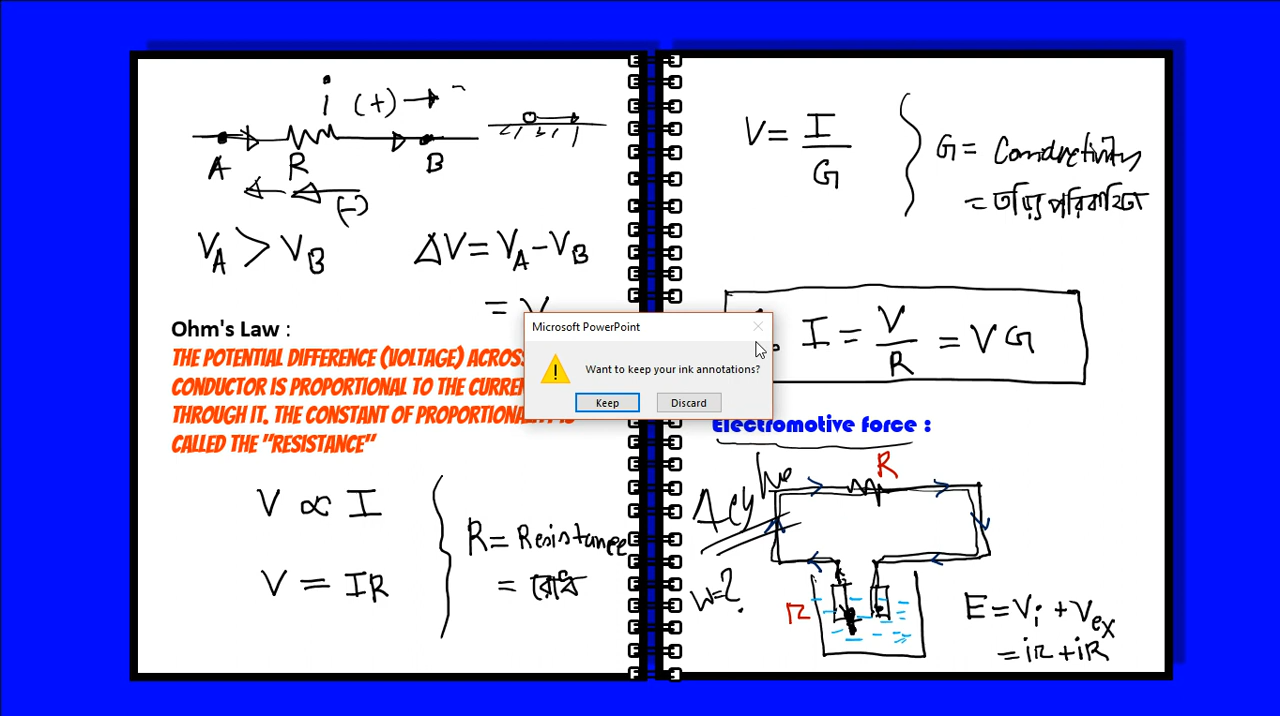 i (+)
A R B
(-)
V_A > V_B
ΔV = V_A - V_B
= V
Ohm's Law :
THE POTENTIAL DIFFERENCE (VOLTAGE) ACROSS
CONDUCTOR IS PROPORTIONAL TO THE CURREN
THROUGH IT. THE CONSTANT OF PROPORTIONALITY IS
CALLED THE "RESISTANCE"
V ∝ I
V = IR
R = Resistance
= রোধ
V = I/G
G = Conductivity
= তড়িৎ পরিবাহিতা
I = V/R = VG
Microsoft PowerPoint
Want to keep your ink annotations?
Keep Discard
Electromotive force :
R
w=?
r
E = V_i + V_ex
= ir + iR